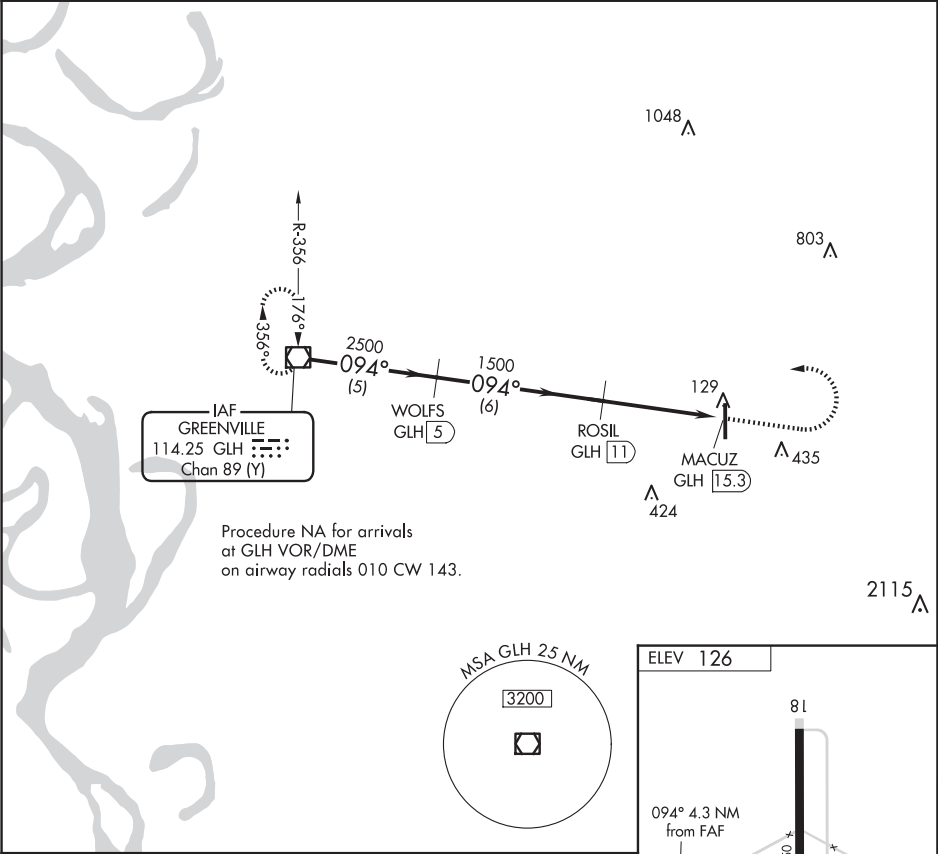 1048
803
R-356
176°
356°
2500
094°
(5)
1500
094°
(6)
129
WOLFS
GLH 5
ROSIL
GLH 11
MACUZ
GLH 15.3
435
424
IAF
GREENVILLE
114.25 GLH
Chan 89 (Y)
Procedure NA for arrivals
at GLH VOR/DME
on airway radials 010 CW 143.
2115
MSA GLH 25 NM
3200
ELEV 126
18
094° 4.3 NM
from FAF